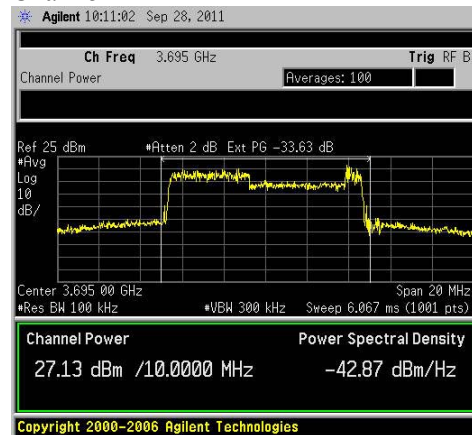 Agilent 10:11:02 Sep 28, 2011
Ch Freq 3.695 GHz Trig RF B
Channel Power Averages: 100
Ref 25 dBm #Atten 2 dB Ext PG -33.63 dB
#Avg
Log
10
dB/
Center 3.695 00 GHz Span 20 MHz
#Res BW 100 kHz #VBW 300 kHz Sweep 6.067 ms (1001 pts)
Channel Power Power Spectral Density
27.13 dBm /10.0000 MHz -42.87 dBm/Hz
Copyright 2000-2006 Agilent Technologies